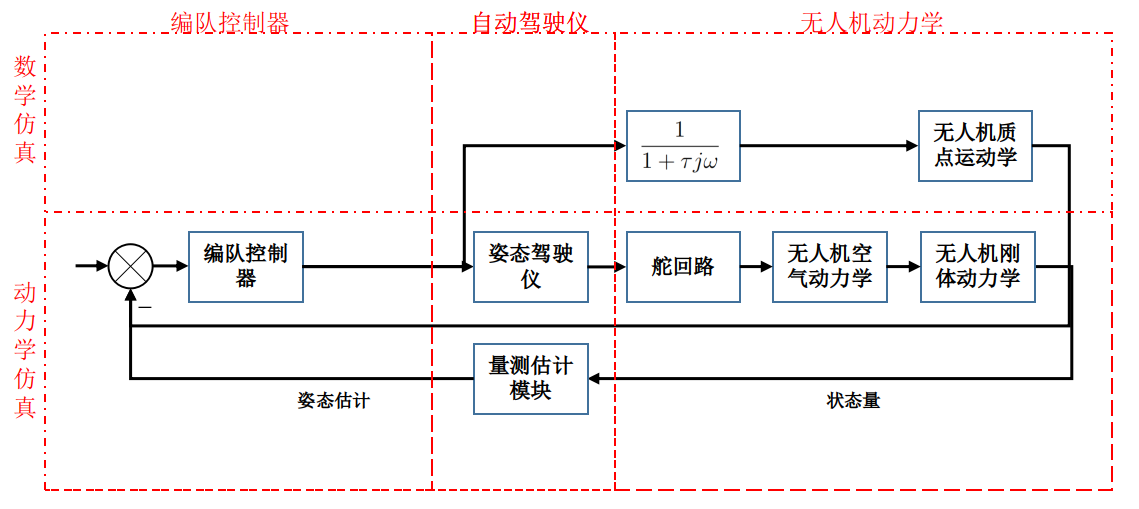 编队控制器
自动驾驶仪
无人机动力学
数学仿真
1
1 + τjω
无人机质
点运动学
动力学仿真
编队控制
器
姿态驾驶
仪
舵回路
无人机空
气动力学
无人机刚
体动力学
−
量测估计
模块
姿态估计
状态量